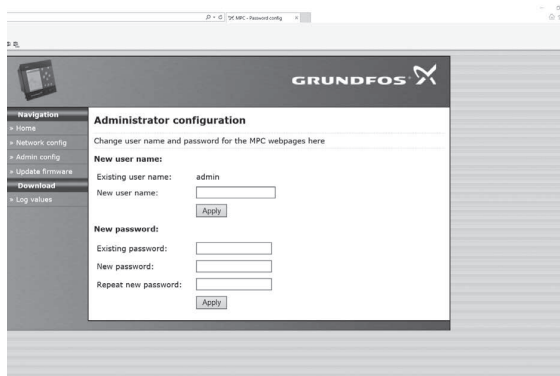 MPC - Password config
GRUNDFOS
Navigation
» Home
» Network config
» Admin config
» Update firmware
Download
» Log values
Administrator configuration
Change user name and password for the MPC webpages here
New user name:
Existing user name: admin
New user name:
Apply
New password:
Existing password:
New password:
Repeat new password:
Apply